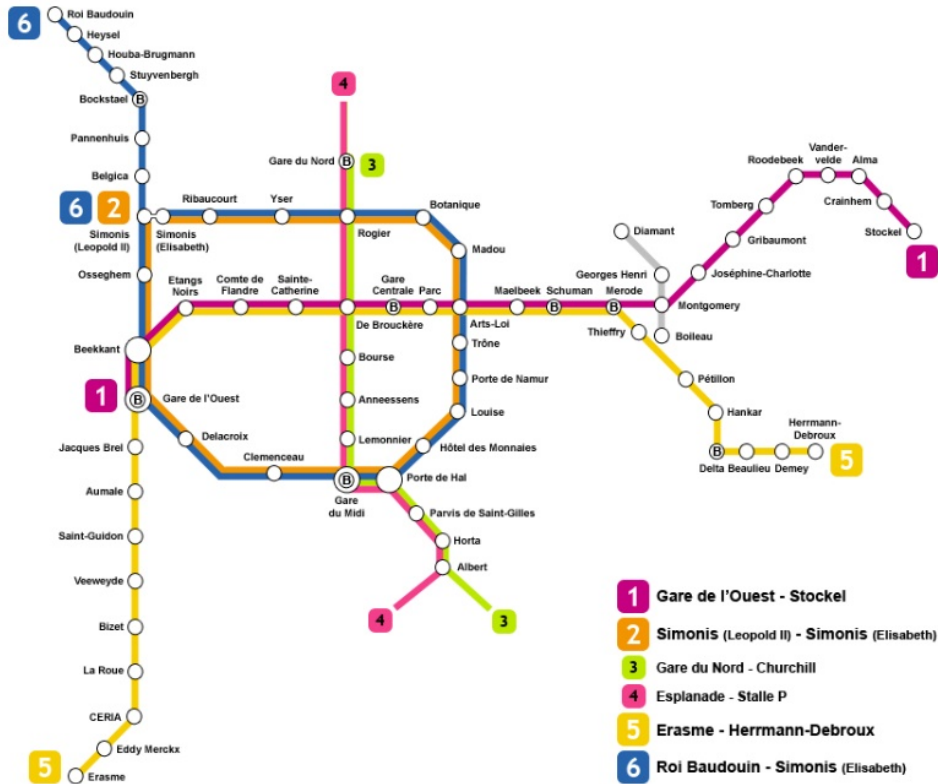 6
Roi Baudouin
Heysel
Houba-Brugmann
Stuyvenbergh
Bockstael
B
Pannenhuis
Belgica
6
2
Simonis
(Leopold II)
Simonis
(Elisabeth)
Ribaucourt
Yser
4
Gare du Nord
B
3
Rogier
Botanique
Madou
Osseghem
Etangs
Noirs
Comte de
Flandre
Sainte-
Catherine
De Brouckère
Gare
Centrale
B
Parc
Arts-Loi
Maelbeek
Schuman
B
Merode
B
Diamant
Georges Henri
Montgomery
Boileau
Joséphine-Charlotte
Gribaumont
Tomberg
Roodebeek
Vander-
velde
Alma
Crainhem
Stockel
1
Thieffry
Pétillon
Hankar
B
Delta
Beaulieu
Demey
Herrmann-
Debroux
5
Beekkant
1
B
Gare de l'Ouest
Delacroix
Clemenceau
Bourse
Anneessens
Lemonnier
B
Gare
du Midi
Trône
Porte de Namur
Louise
Hôtel des Monnaies
Porte de Hal
Parvis de Saint-Gilles
Horta
Albert
4
3
Jacques Brel
Aumale
Saint-Guidon
Veeweyde
Bizet
La Roue
CERIA
Eddy Merckx
5
Erasme
1 Gare de l'Ouest - Stockel
2 Simonis (Leopold II) - Simonis (Elisabeth)
3 Gare du Nord - Churchill
4 Esplanade - Stalle P
5 Erasme - Herrmann-Debroux
6 Roi Baudouin - Simonis (Elisabeth)